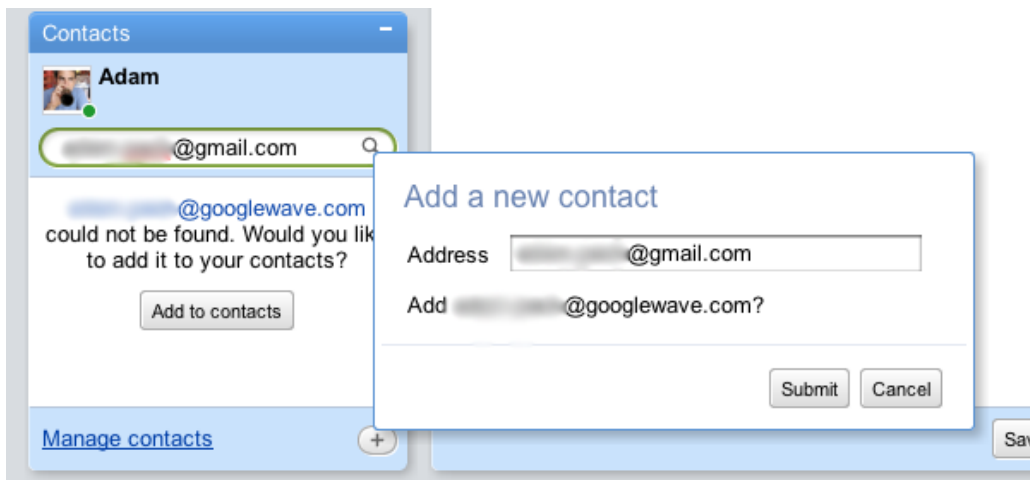 Contacts
Adam
@gmail.com
@googlewave.com
could not be found. Would you lik
to add it to your contacts?
Add to contacts
Manage contacts
+
Add a new contact
Address @gmail.com
Add @googlewave.com?
Submit Cancel
Sav